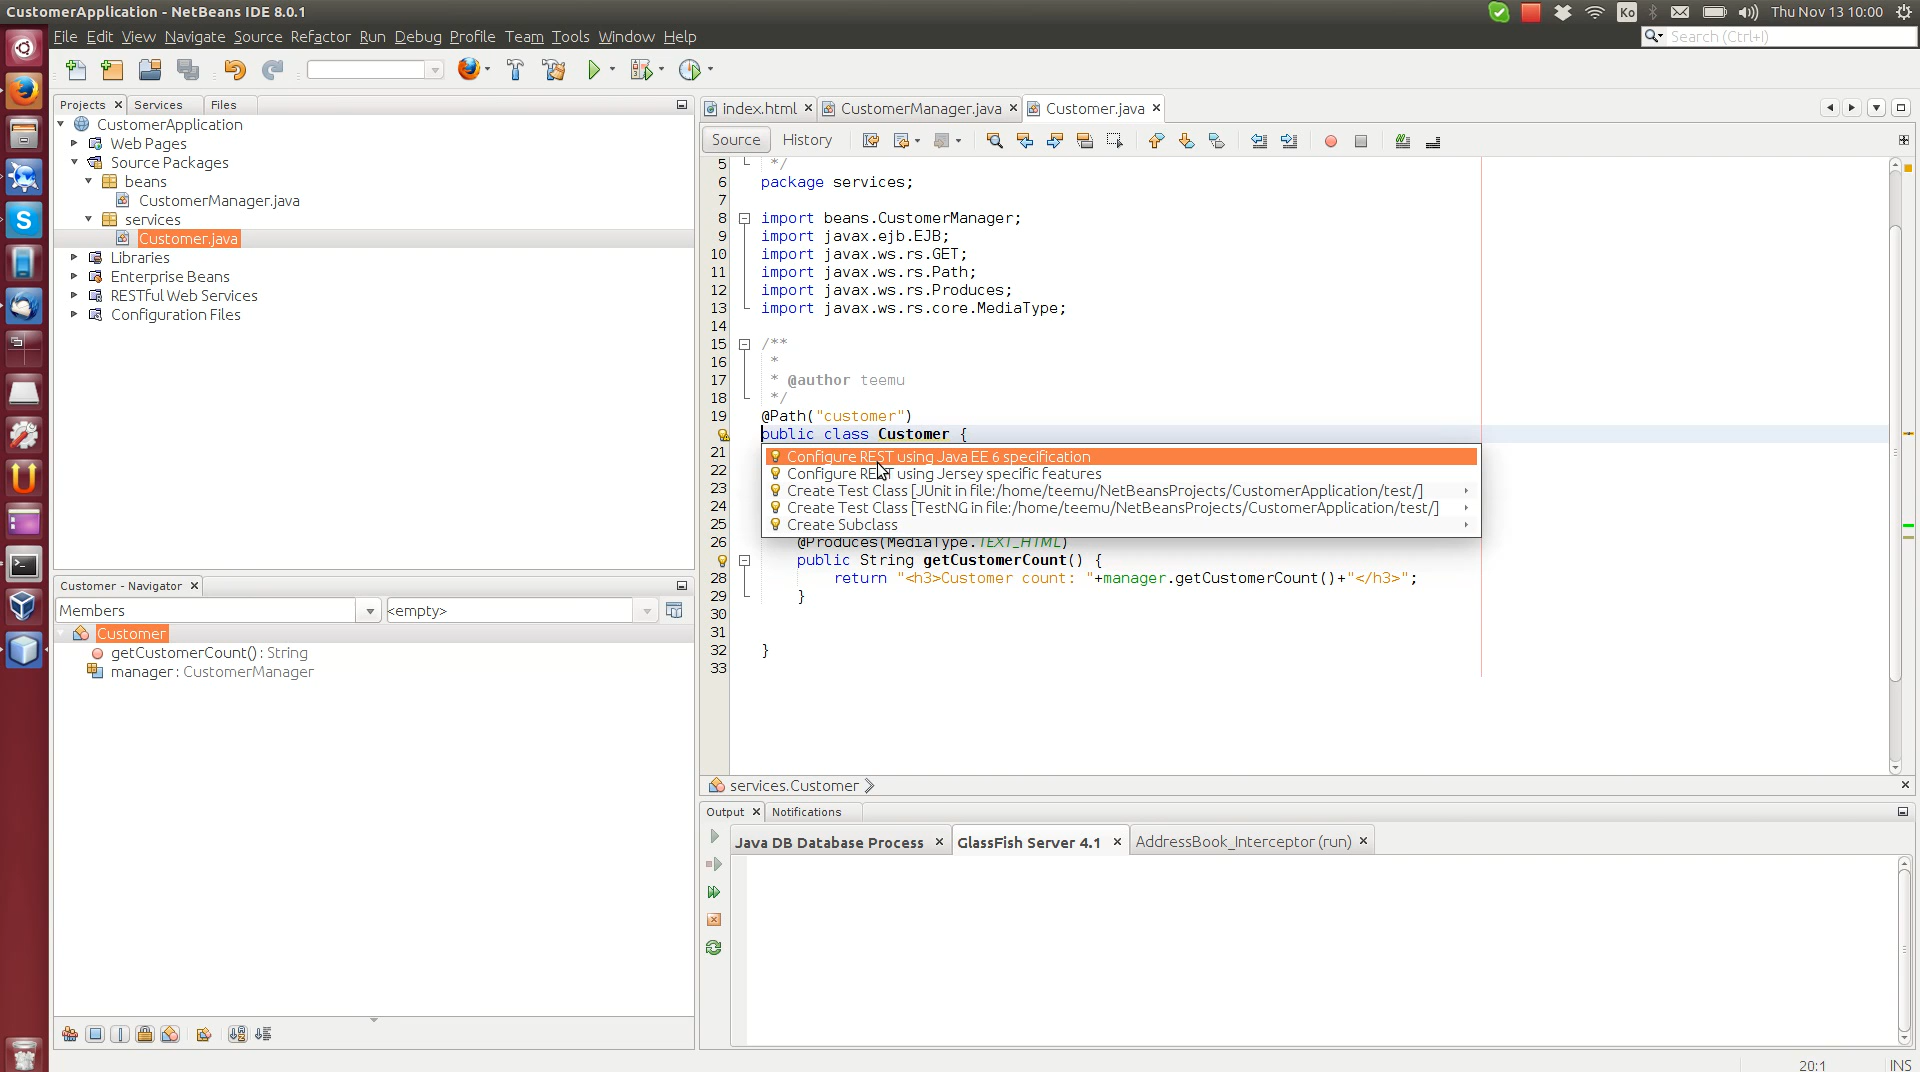 CustomerApplication - NetBeans IDE 8.0.1
Ko
Thu Nov 13 10:00
File Edit View Navigate Source Refactor Run Debug Profile Team Tools Window Help
Search (Ctrl+I)
Projects
Services
Files
CustomerApplication
Web Pages
Source Packages
beans
CustomerManager.java
services
Customer.java
Libraries
Enterprise Beans
RESTful Web Services
Configuration Files
Customer - Navigator
Members
<empty>
Customer
getCustomerCount() : String
manager : CustomerManager
index.html
CustomerManager.java
Customer.java
Source
History
5 */
6 package services;
7
8 import beans.CustomerManager;
9 import javax.ejb.EJB;
10 import javax.ws.rs.GET;
11 import javax.ws.rs.Path;
12 import javax.ws.rs.Produces;
13 import javax.ws.rs.core.MediaType;
14
15 /**
16 *
17 * @author teemu
18 */
19 @Path("customer")
public class Customer {
21
Configure REST using Java EE 6 specification
22
Configure REST using Jersey specific features
23
Create Test Class [JUnit in file:/home/teemu/NetBeansProjects/CustomerApplication/test/]
24
Create Test Class [TestNG in file:/home/teemu/NetBeansProjects/CustomerApplication/test/]
25
Create Subclass
26 @Produces(MediaType.TEXT_HTML)
public String getCustomerCount() {
28 return "<h3>Customer count: "+manager.getCustomerCount()+"</h3>";
29 }
30
31
32 }
33
services.Customer
Output
Notifications
Java DB Database Process
GlassFish Server 4.1
AddressBook_Interceptor (run)
20:1
INS